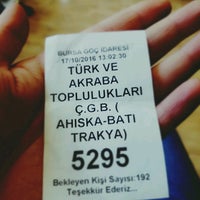 BURSA GÖÇ İDARESİ
17/10/2016 13:02:30
TÜRK VE
AKRABA
TOPLULUKLARI
Ç.G.B. (
AHISKA-BATI
TRAKYA)
5295
Bekleyen Kişi Sayısı:192
Teşekkür Ederiz...